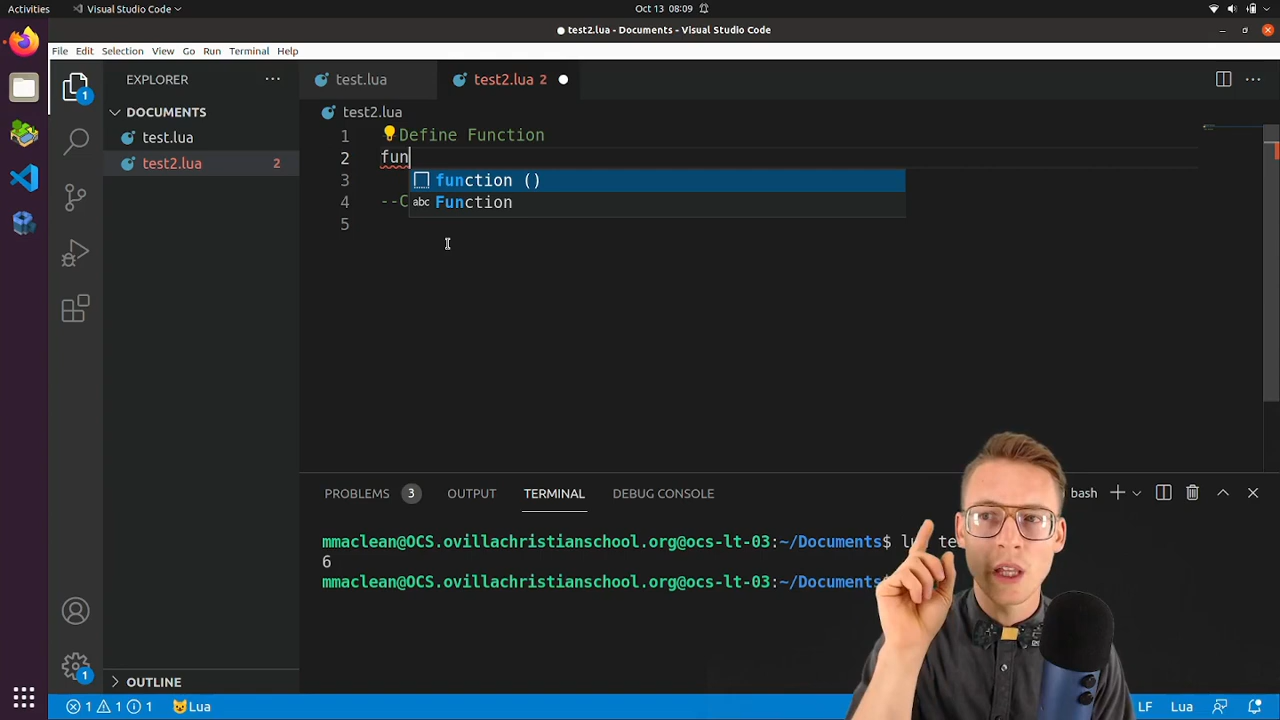 Activities
Visual Studio Code
Oct 13 08:09
test2.lua - Documents - Visual Studio Code
File Edit Selection View Go Run Terminal Help
EXPLORER
test.lua
test2.lua 2
DOCUMENTS
test.lua
test2.lua 2
test2.lua
1 Define Function
2 fun
function ()
abc Function
3
4 --C
5
1
PROBLEMS 3 OUTPUT TERMINAL DEBUG CONSOLE
bash
mmaclean@OCS.ovillachristianschool.org@ocs-lt-03:~/Documents$
6
mmaclean@OCS.ovillachristianschool.org@ocs-lt-03:~/Documents$
1
OUTLINE
1 1 1 Lua
LF Lua